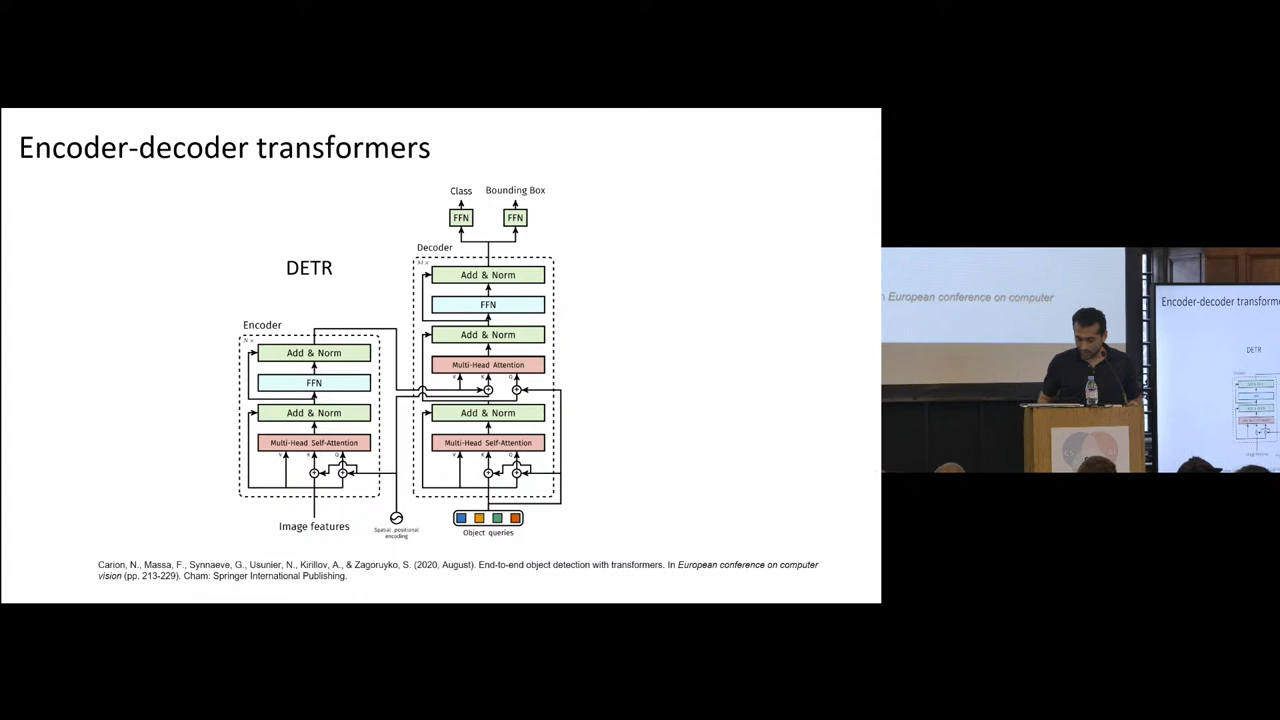 Encoder-decoder transformers
Class
Bounding Box
FFN
FFN
Decoder
M×
Add & Norm
FFN
Add & Norm
Multi-Head Attention
V
K
Q
Add & Norm
Multi-Head Self-Attention
V
K
Q
Object queries
DETR
Encoder
N×
Add & Norm
FFN
Add & Norm
Multi-Head Self-Attention
V
K
Q
Image features
Spatial positional
encoding
Carion, N., Massa, F., Synnaeve, G., Usunier, N., Kirillov, A., & Zagoruyko, S. (2020, August). End-to-end object detection with transformers. In European conference on computer
vision (pp. 213-229). Cham: Springer International Publishing.
European conference on computer
Encoder-decoder transforme
DETR